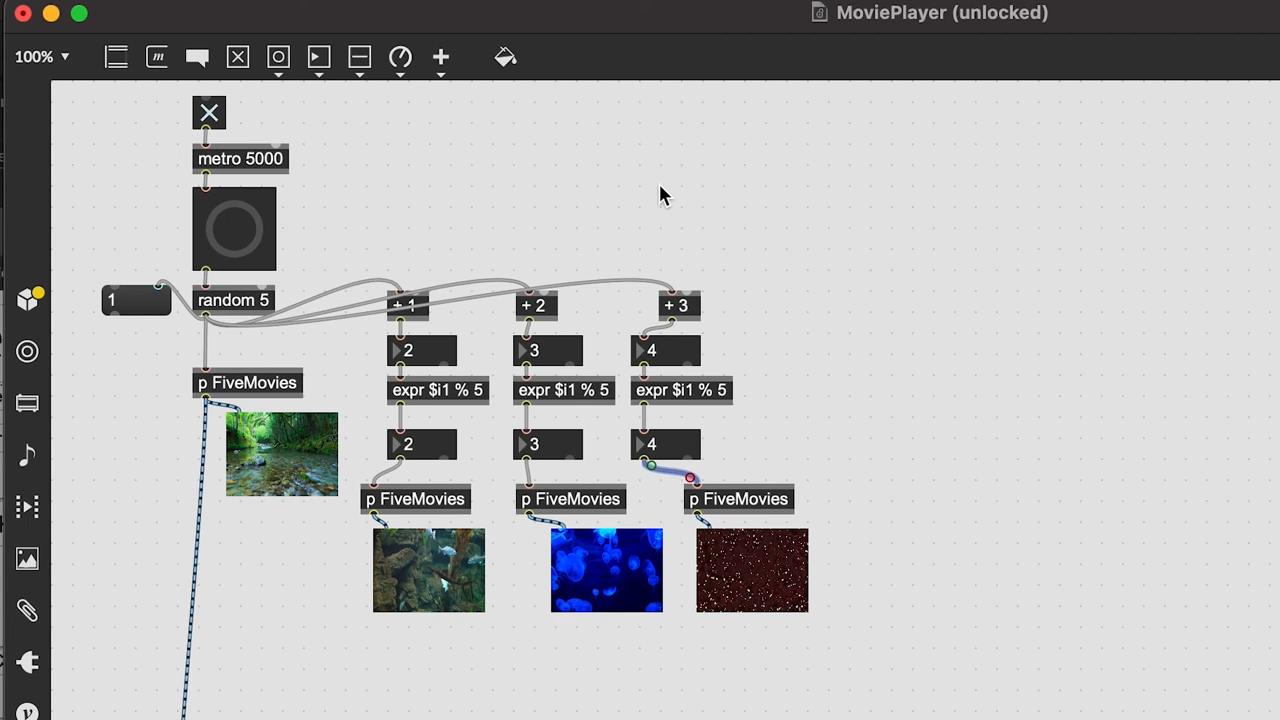 MoviePlayer (unlocked)
100%
metro 5000
1
random 5
+ 1
+ 2
+ 3
2
3
4
p FiveMovies
expr $i1 % 5
expr $i1 % 5
expr $i1 % 5
2
3
4
p FiveMovies
p FiveMovies
p FiveMovies